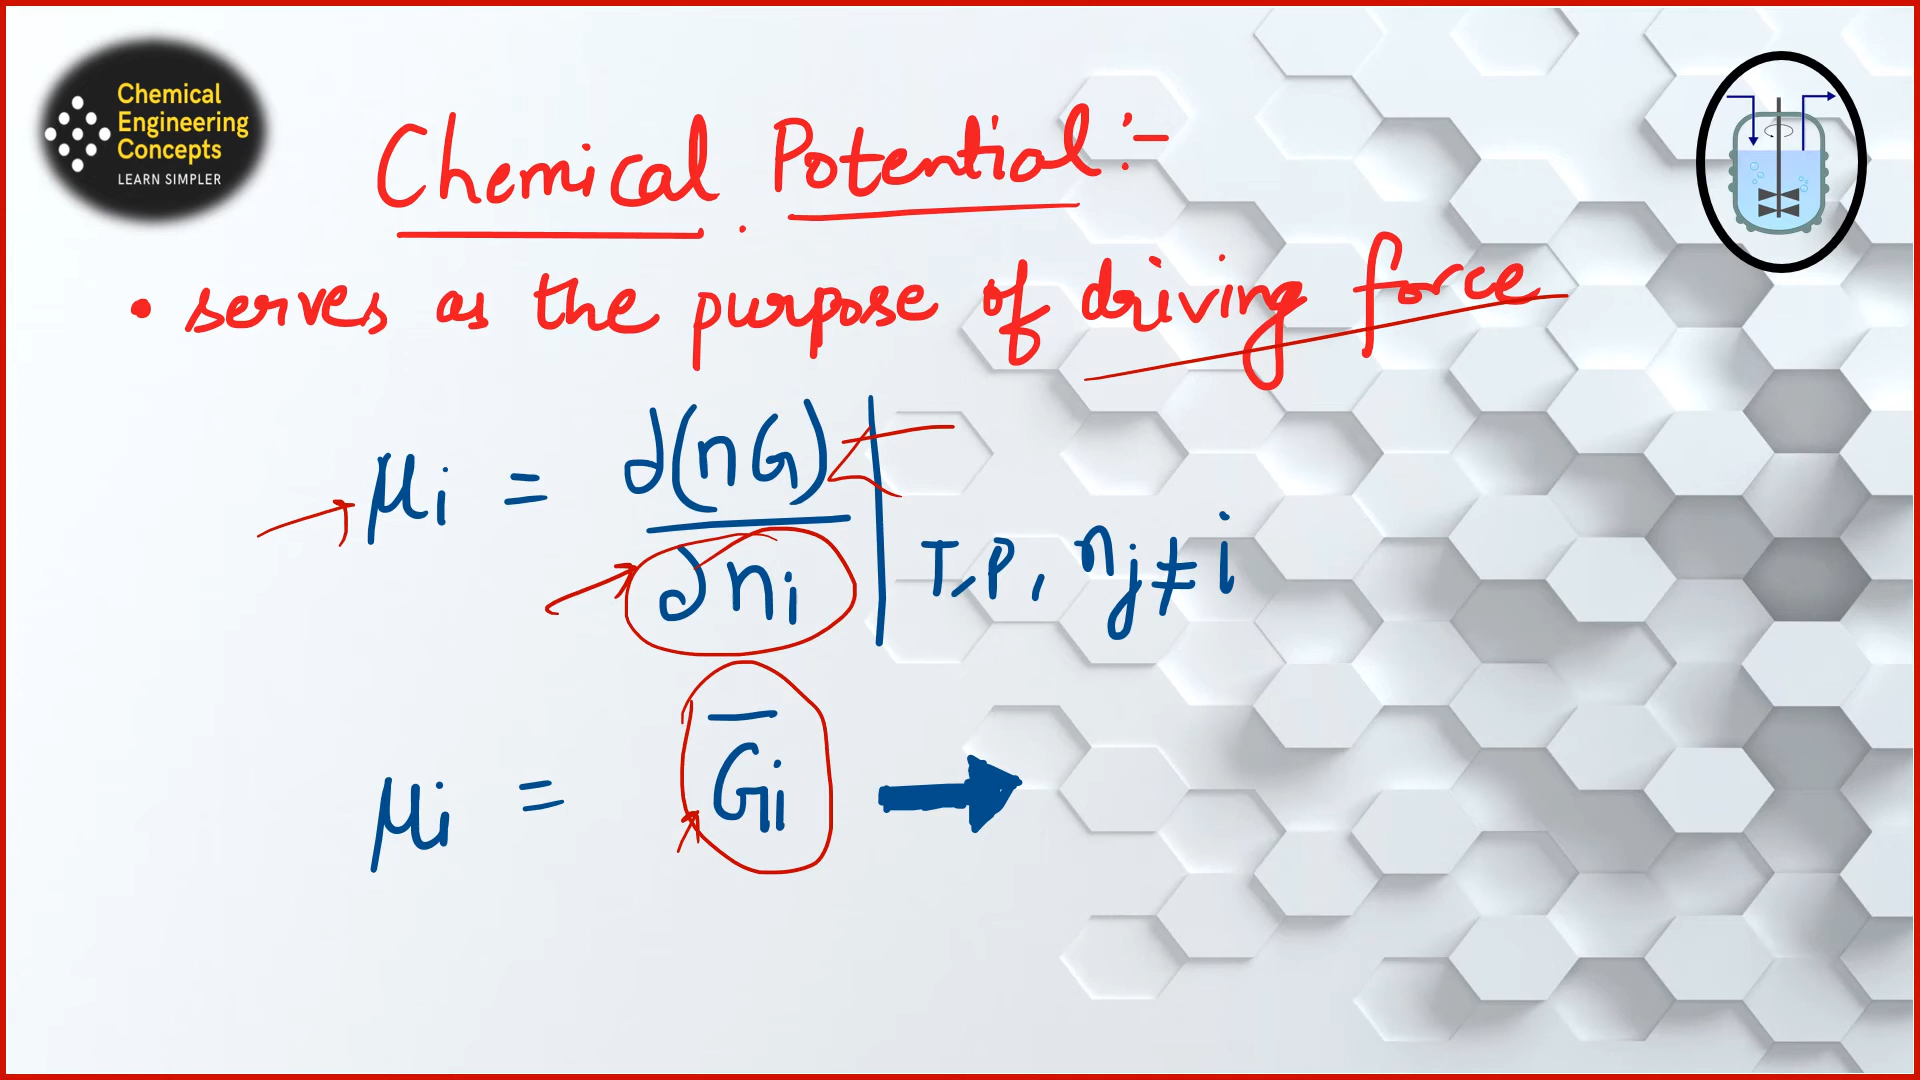 Chemical
Engineering
Concepts
LEARN SIMPLER
Chemical Potential :-
• serves as the purpose of driving force
μi = ∂(nG) / ∂ni | T, P, nj≠i
μi = G̅i